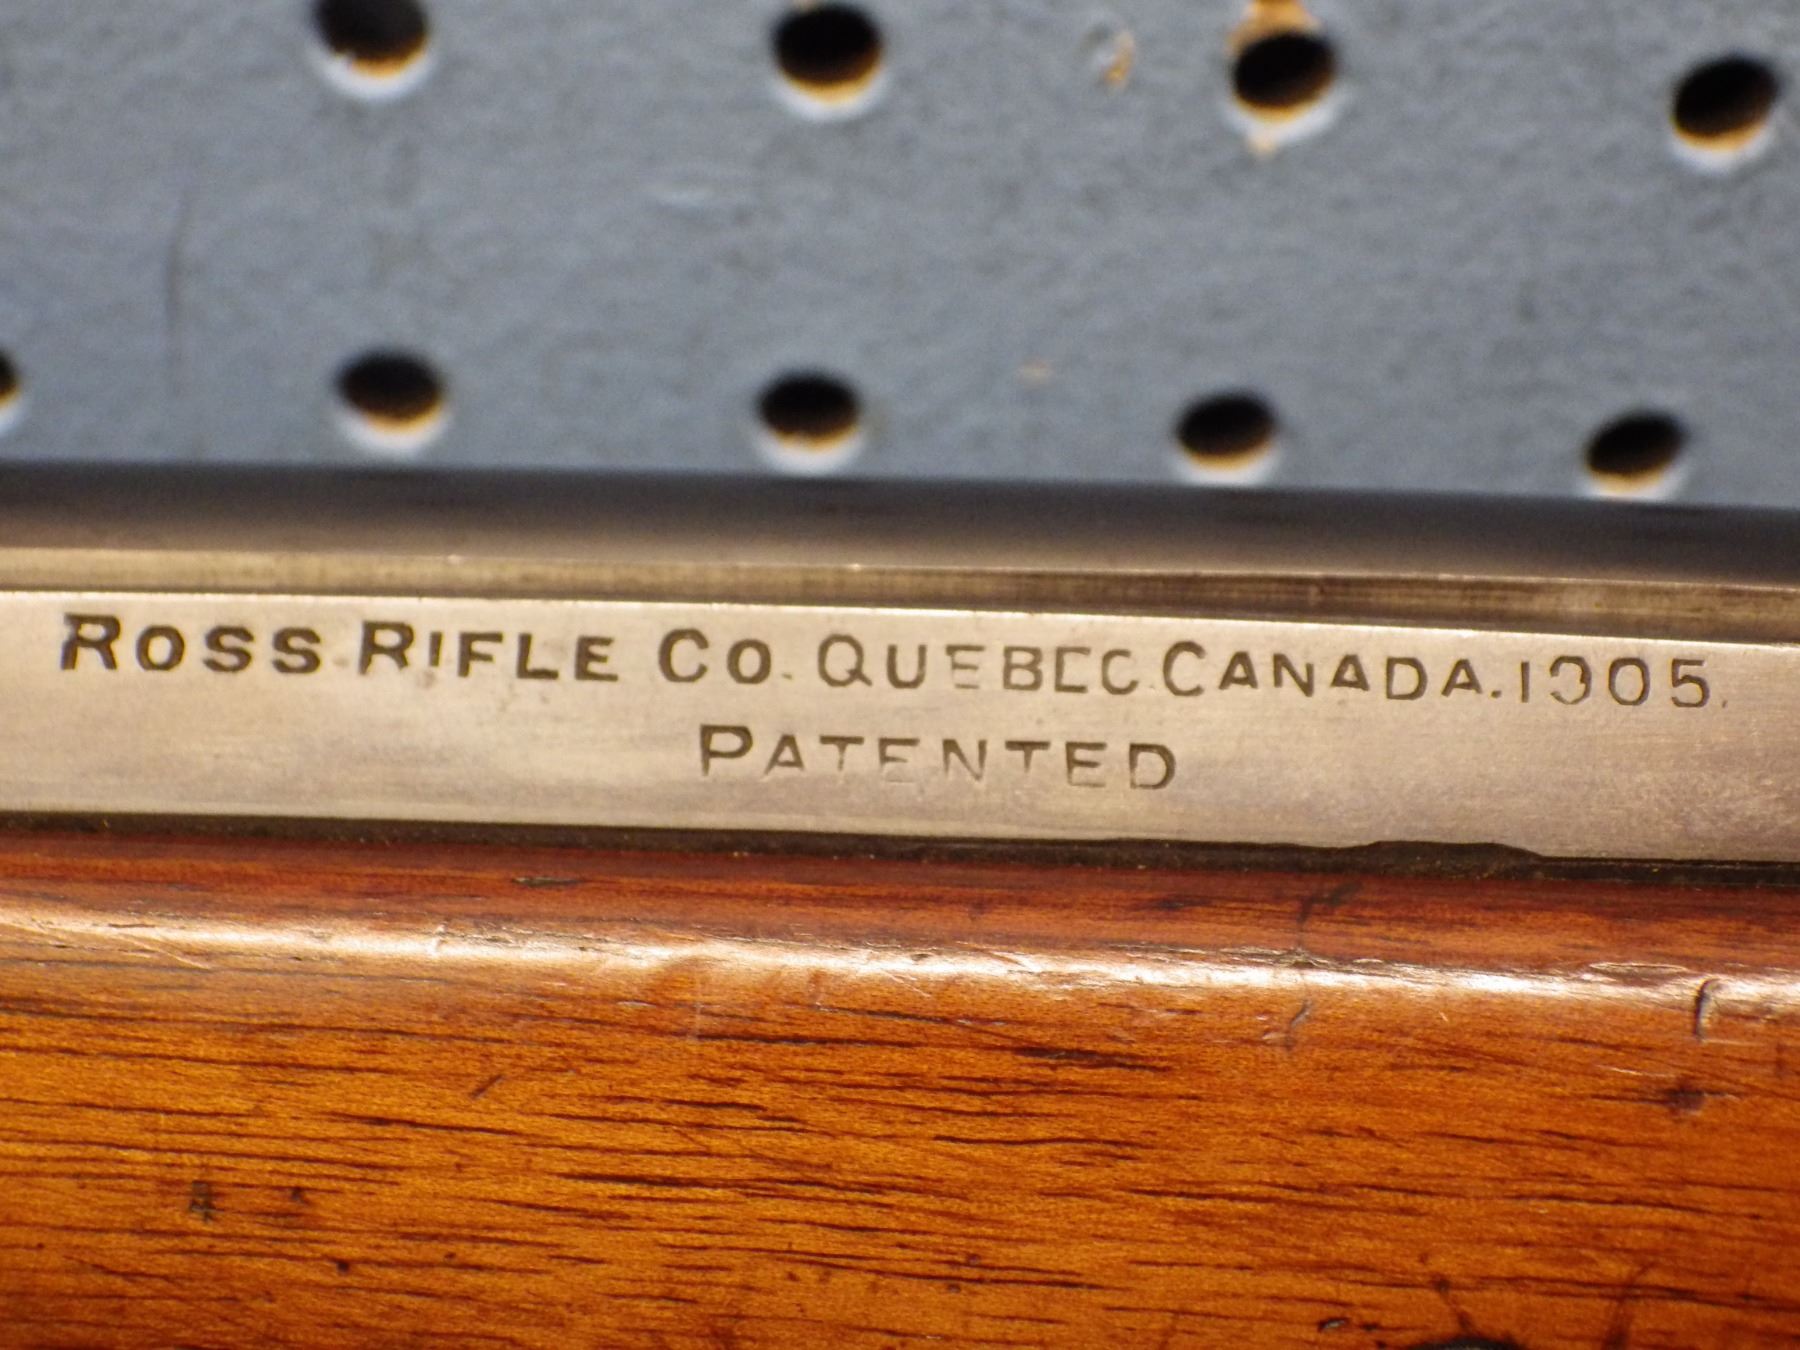 ROSS RIFLE CO. QUEBEC. CANADA. 1905.
PATENTED